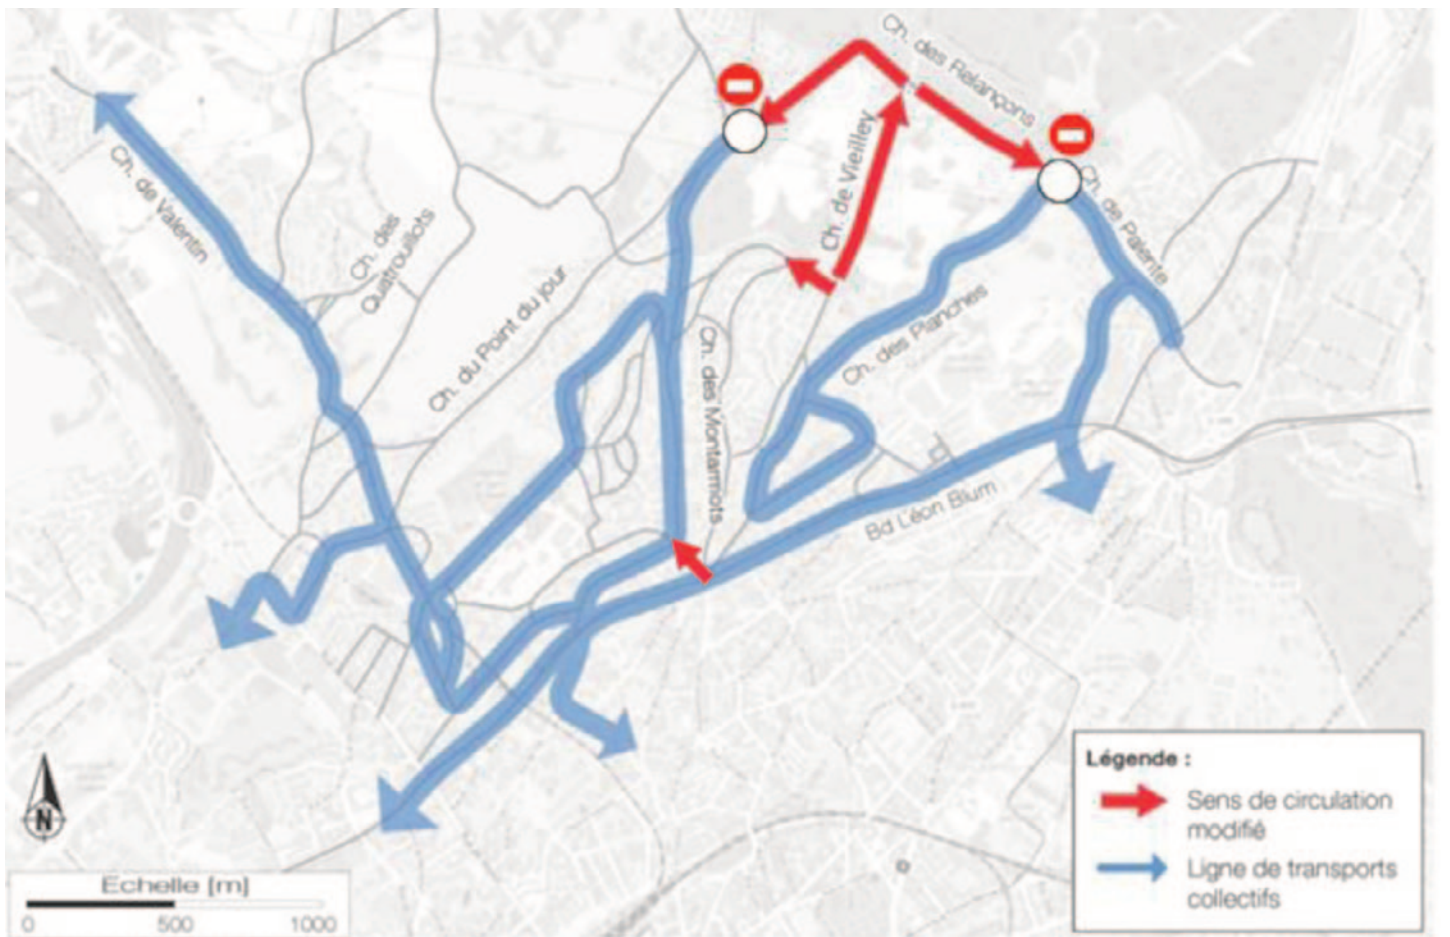 Ch. des Relançons
Ch. de Vieilley
Ch. de Palente
Ch. de Valentin
Ch. des
Quatrouillots
Ch. du Point du jour
Ch. des Planches
Ch. des Montarmots
Bd Léon Blum
N
Echelle [m]
0 500 1000
Légende :
Sens de circulation
modifié
Ligne de transports
collectifs